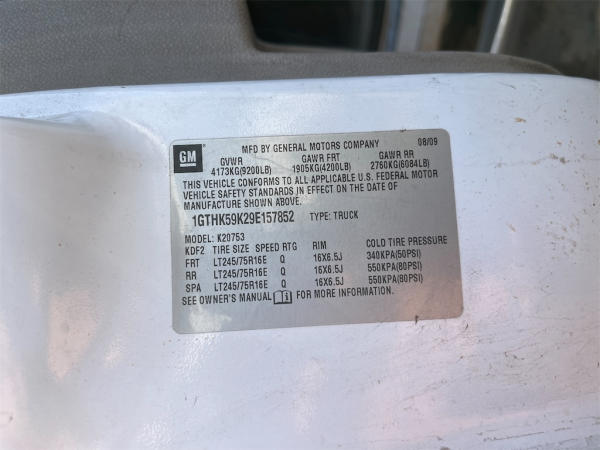 GM
MFD BY GENERAL MOTORS COMPANY 08/09
GVWR GAWR FRT GAWR RR
4173KG(9200LB) 1905KG(4200LB) 2760KG(6084LB)
THIS VEHICLE CONFORMS TO ALL APPLICABLE U.S. FEDERAL MOTOR
VEHICLE SAFETY STANDARDS IN EFFECT ON THE DATE OF
MANUFACTURE SHOWN ABOVE.
1GTHK59K29E157852 TYPE: TRUCK
MODEL: K20753
KDF2 TIRE SIZE SPEED RTG RIM COLD TIRE PRESSURE
FRT LT245/75R16E Q 16X6.5J 340KPA(50PSI)
RR LT245/75R16E Q 16X6.5J 550KPA(80PSI)
SPA LT245/75R16E Q 16X6.5J 550KPA(80PSI)
SEE OWNER'S MANUAL FOR MORE INFORMATION.